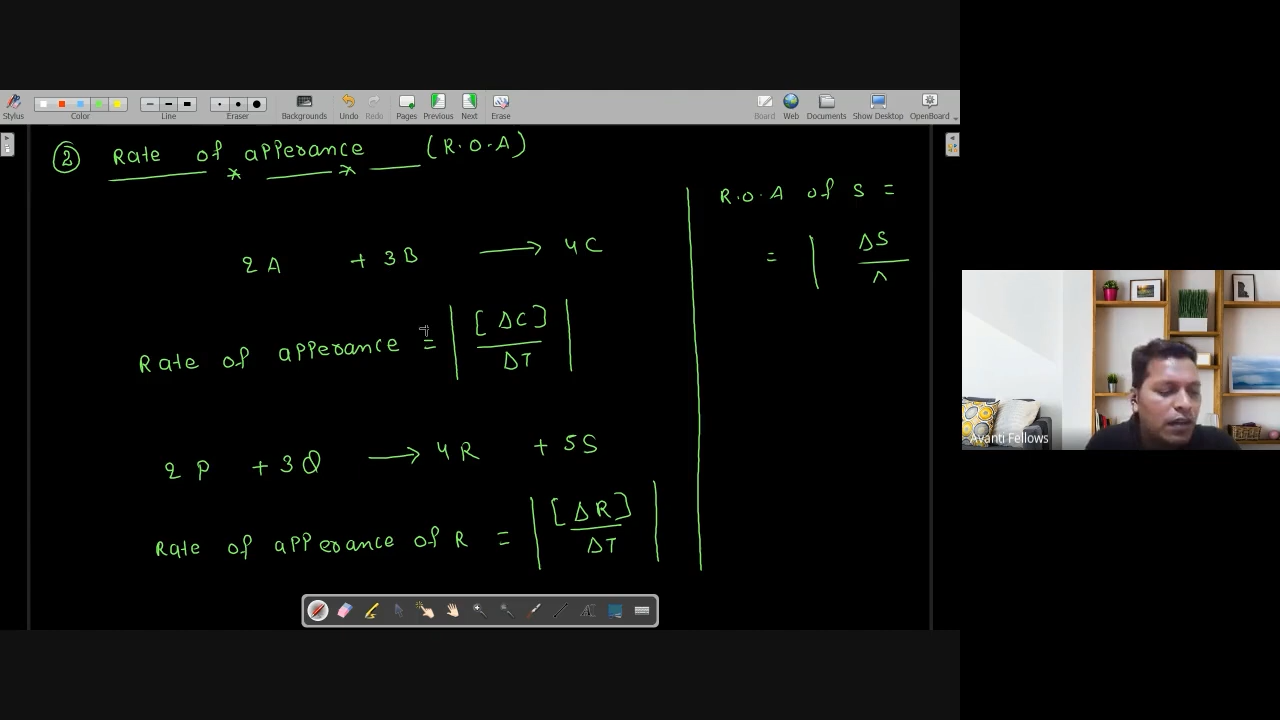 Stylus
Color
Line
Eraser
Backgrounds
Undo
Redo
Pages
Previous
Next
Erase
Board
Web
Documents
Show Desktop
OpenBoard
② Rate of apperance (R.O.A)
2A + 3B ⟶ 4C
Rate of apperance = | [ΔC] / ΔT |
2P + 3Q ⟶ 4R + 5S
Rate of apperance of R = | [ΔR] / ΔT |
R.O.A of S =
= | ΔS / Λ
Avanti Fellows